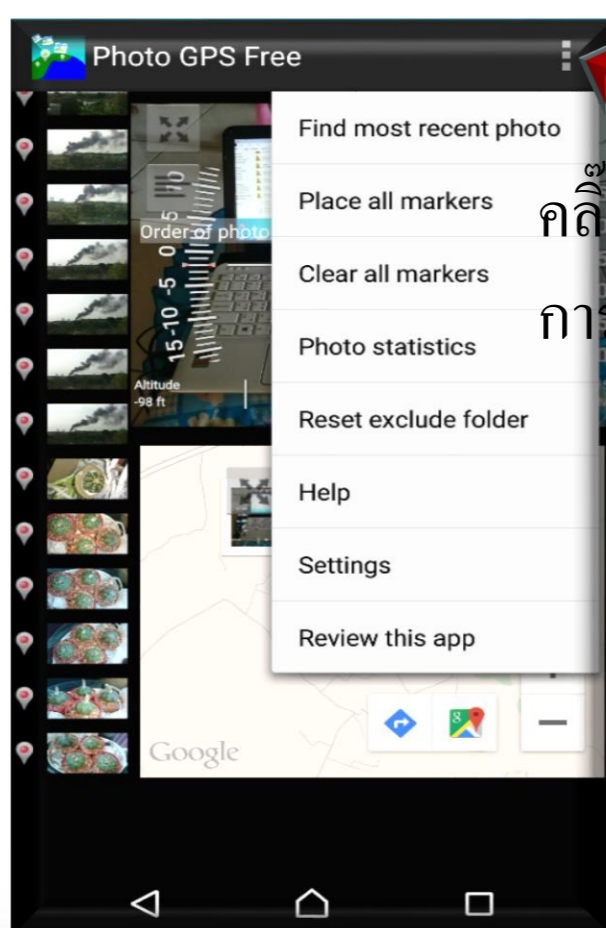 Photo GPS Free
Find most recent photo
Place all markers
Clear all markers
Photo statistics
Reset exclude folder
Help
Settings
Review this app
Order of photo
10
5
0
-5
-10
15
Altitude
-98 ft
Google